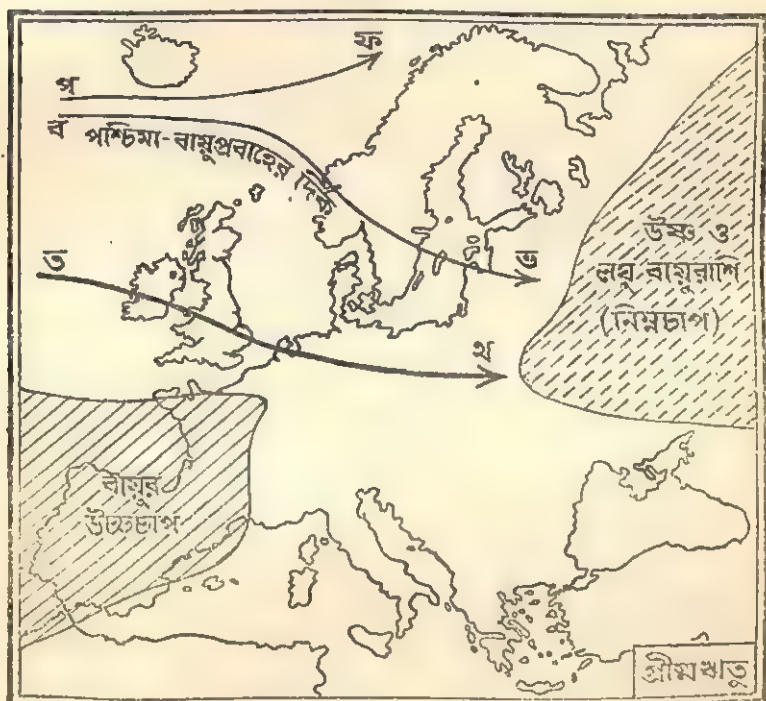 ফ
প
ব
পশ্চিমা-বায়ুপ্রবাহের দিক
ত
ভ
উষ্ণ ও
লঘু বায়ুরাশি
(নিম্নচাপ)
থ
বায়ুর
উচ্চচাপ
গ্রীষ্মঋতু